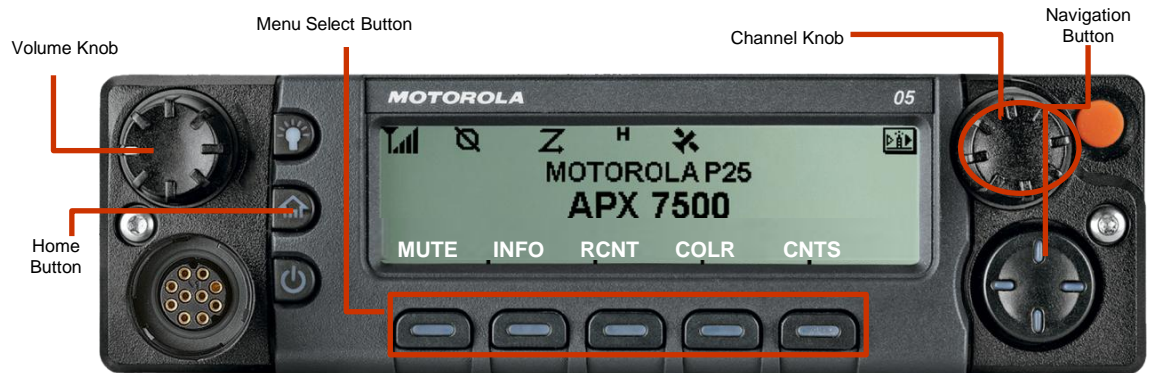 Navigation
Button
Menu Select Button
Channel Knob
Volume Knob
MOTOROLA
05
H
MOTOROLA P25
APX 7500
MUTE INFO RCNT COLR CNTS
Home
Button